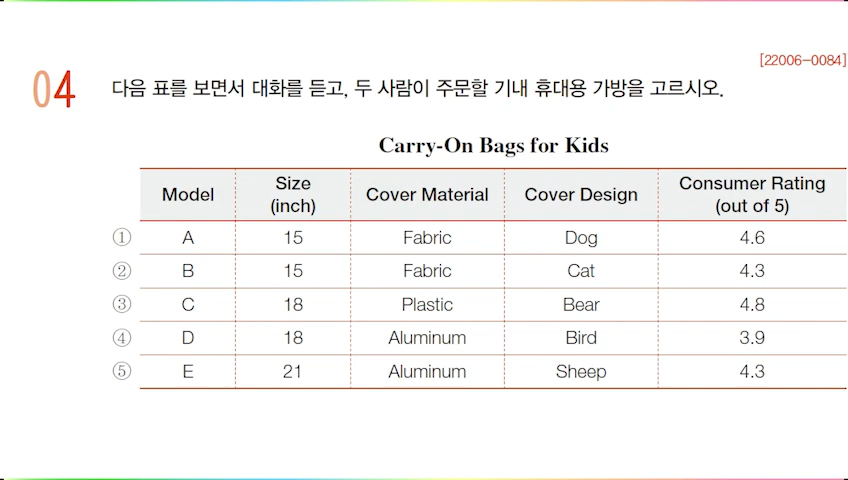 [22006-0084]
04 다음 표를 보면서 대화를 듣고, 두 사람이 주문할 기내 휴대용 가방을 고르시오.
Carry-On Bags for Kids
Model Size (inch) Cover Material Cover Design Consumer Rating (out of 5)
① A 15 Fabric Dog 4.6
② B 15 Fabric Cat 4.3
③ C 18 Plastic Bear 4.8
④ D 18 Aluminum Bird 3.9
⑤ E 21 Aluminum Sheep 4.3